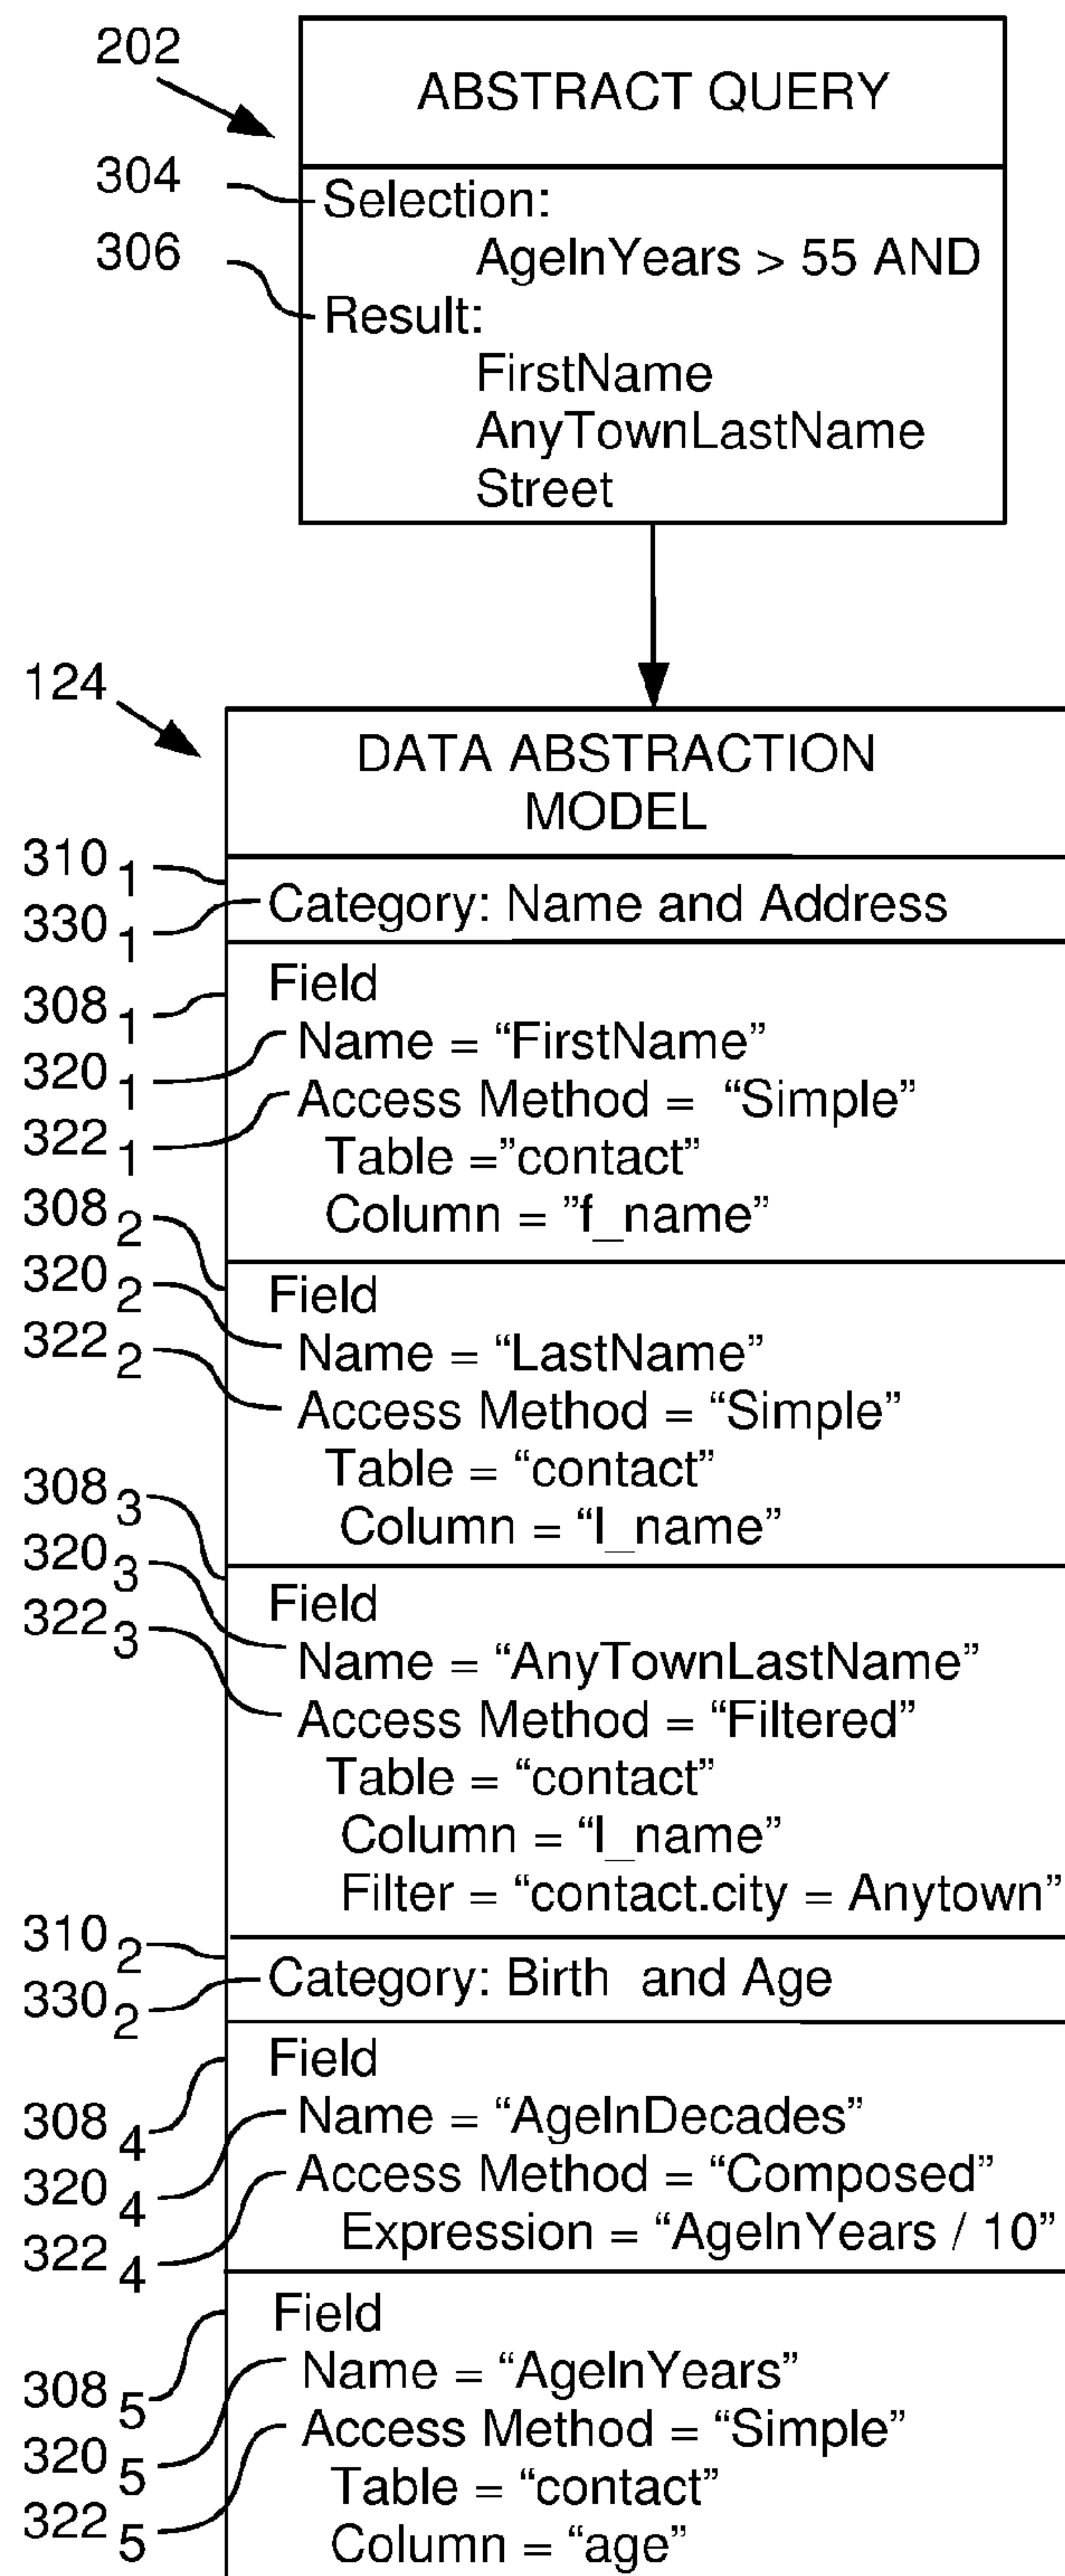 202
ABSTRACT QUERY
304
Selection:
AgeInYears > 55 AND
306
Result:
FirstName
AnyTownLastName
Street
124
DATA ABSTRACTION
MODEL
310 1
330 1
Category: Name and Address
308 1
Field
320 1
Name = “FirstName”
322 1
Access Method = “Simple”
Table =”contact”
Column = ”f_name”
308 2
Field
320 2
Name = “LastName”
322 2
Access Method = “Simple”
Table = “contact”
Column = “l_name”
308 3
Field
320 3
Name = “AnyTownLastName”
322 3
Access Method = “Filtered”
Table = “contact”
Column = “l_name”
Filter = “contact.city = Anytown”
310 2
330 2
Category: Birth and Age
308 4
Field
320 4
Name = “AgeInDecades”
322 4
Access Method = “Composed”
Expression = “AgeInYears / 10”
308 5
Field
320 5
Name = “AgeInYears”
322 5
Access Method = “Simple”
Table = “contact”
Column = “age”